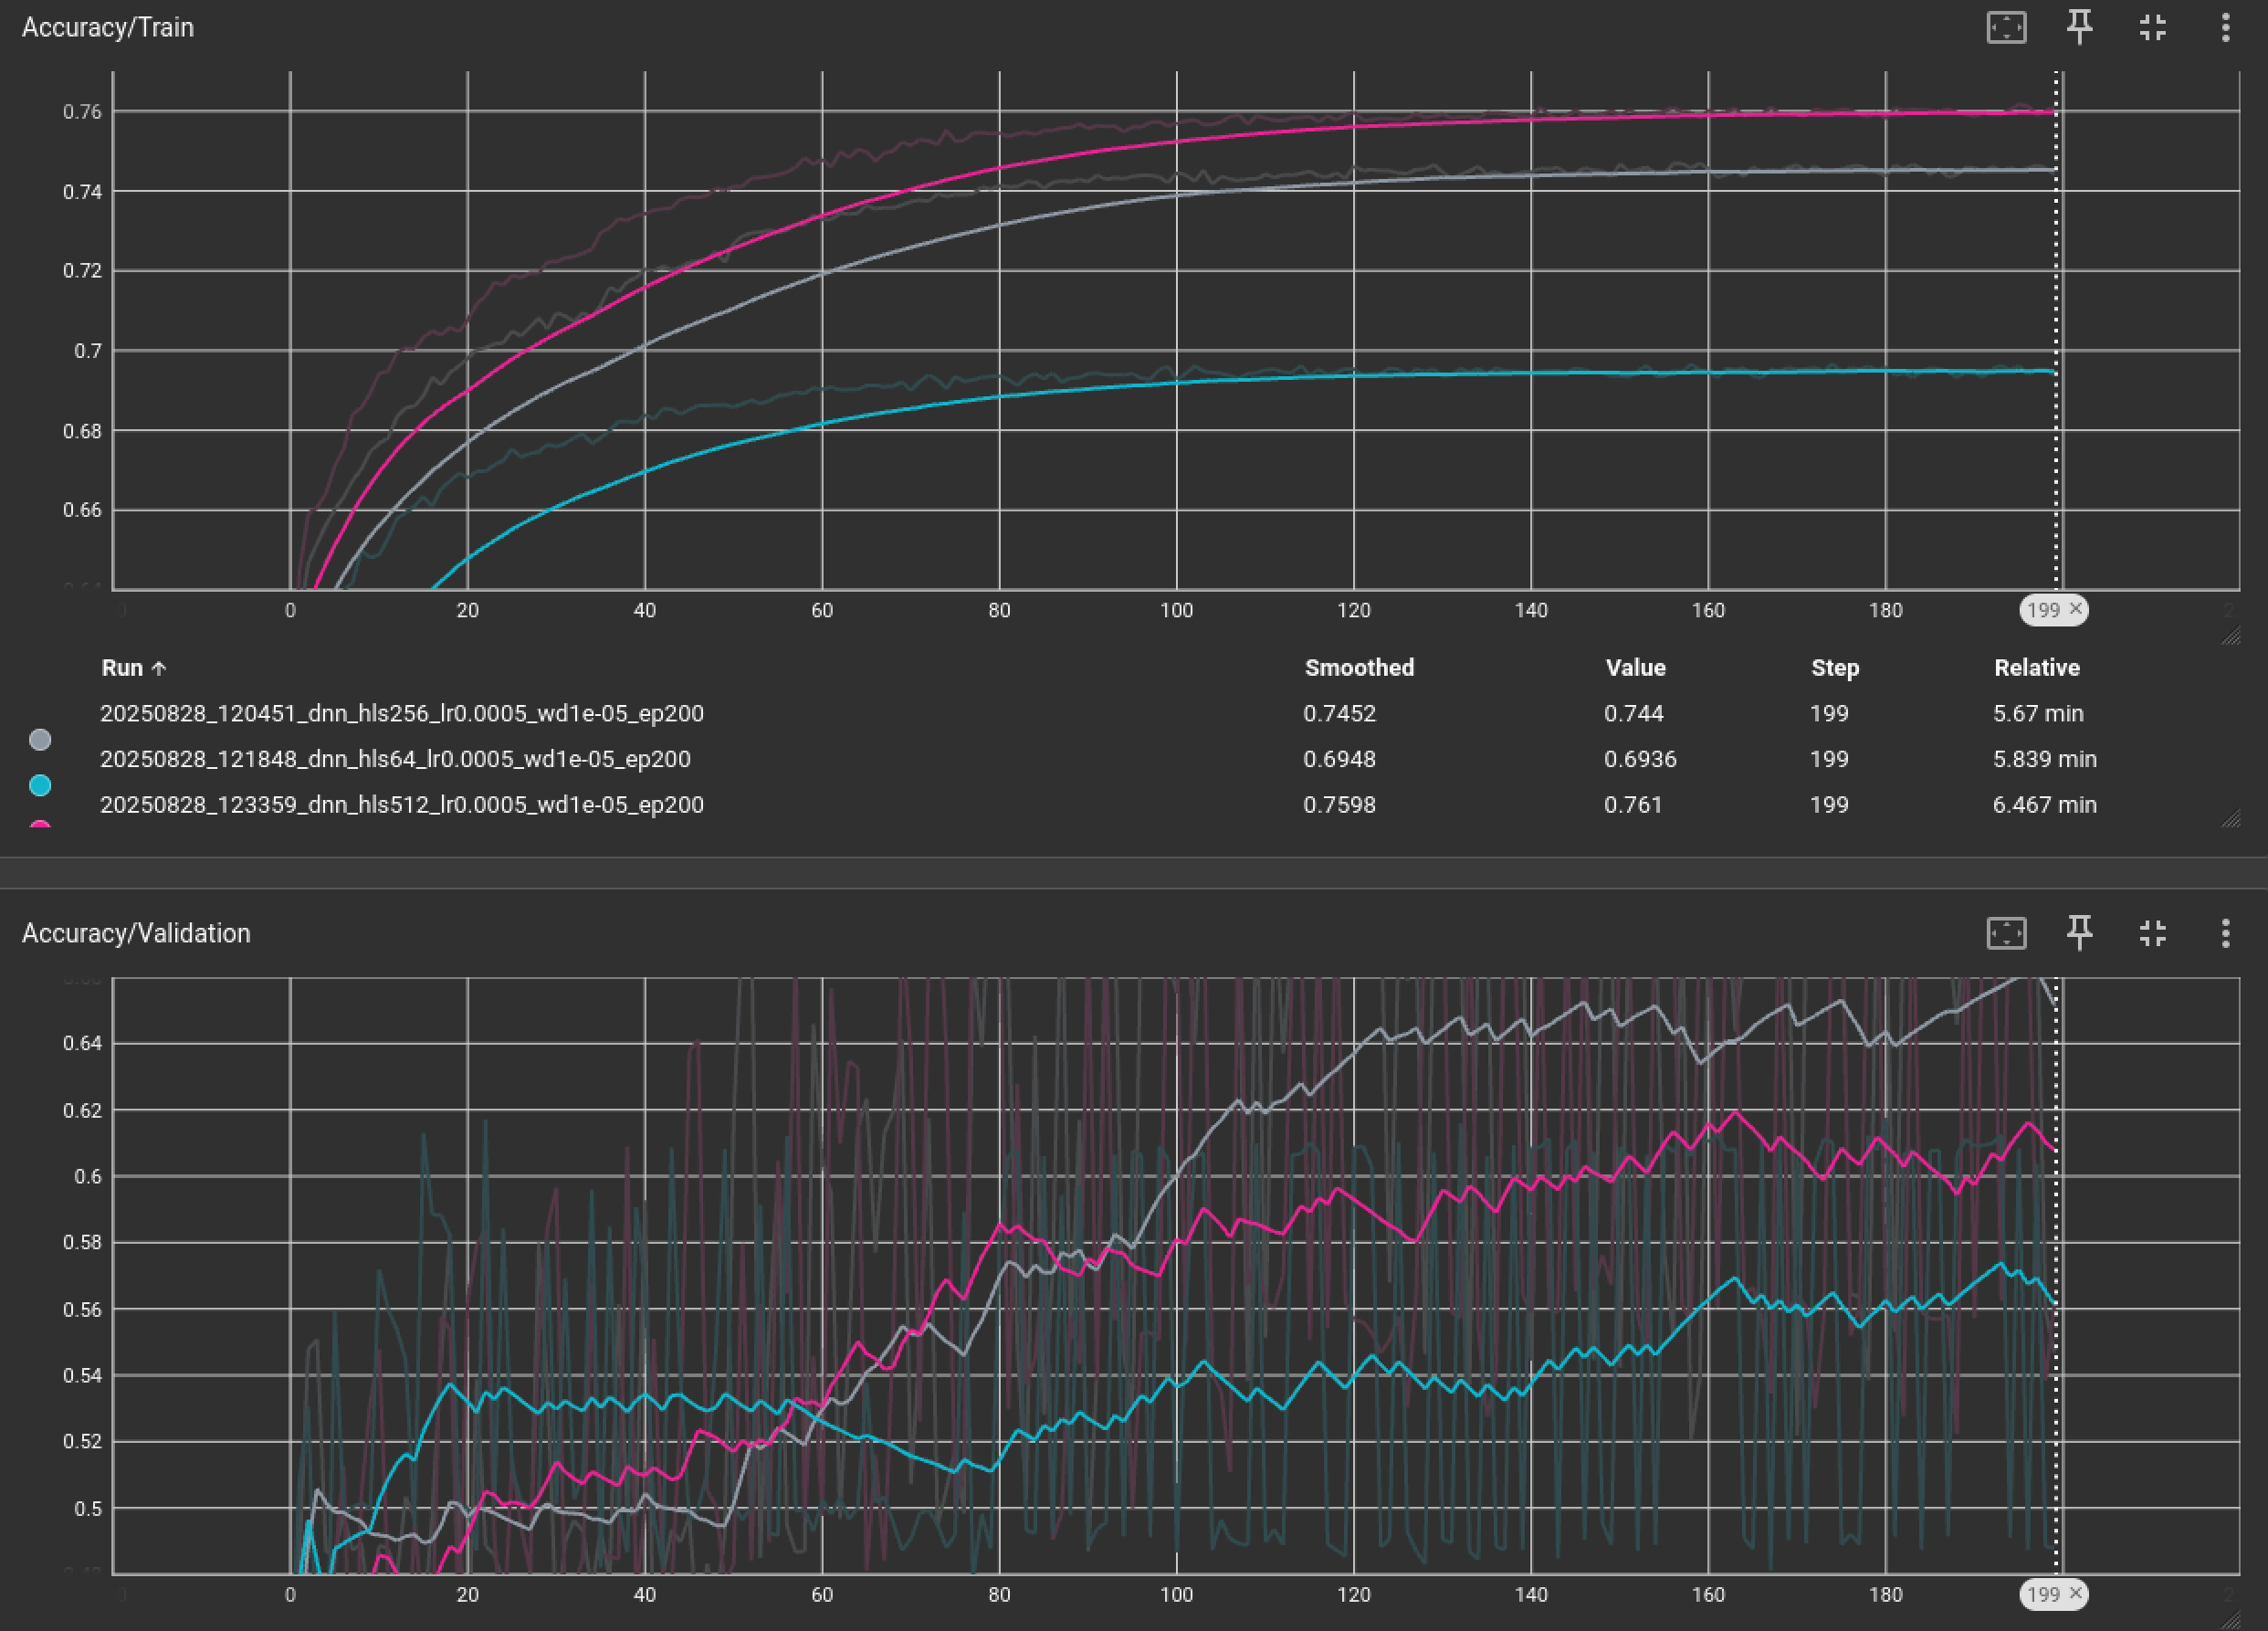 Accuracy/Train
0.76
0.74
0.72
0.7
0.68
0.66
0 20 40 60 80 100 120 140 160 180 199 ×
Run ↑ Smoothed Value Step Relative
20250828_120451_dnn_hls256_lr0.0005_wd1e-05_ep200 0.7452 0.744 199 5.67 min
20250828_121848_dnn_hls64_lr0.0005_wd1e-05_ep200 0.6948 0.6936 199 5.839 min
20250828_123359_dnn_hls512_lr0.0005_wd1e-05_ep200 0.7598 0.761 199 6.467 min
Accuracy/Validation
0.64
0.62
0.6
0.58
0.56
0.54
0.52
0.5
0 20 40 60 80 100 120 140 160 180 199 ×